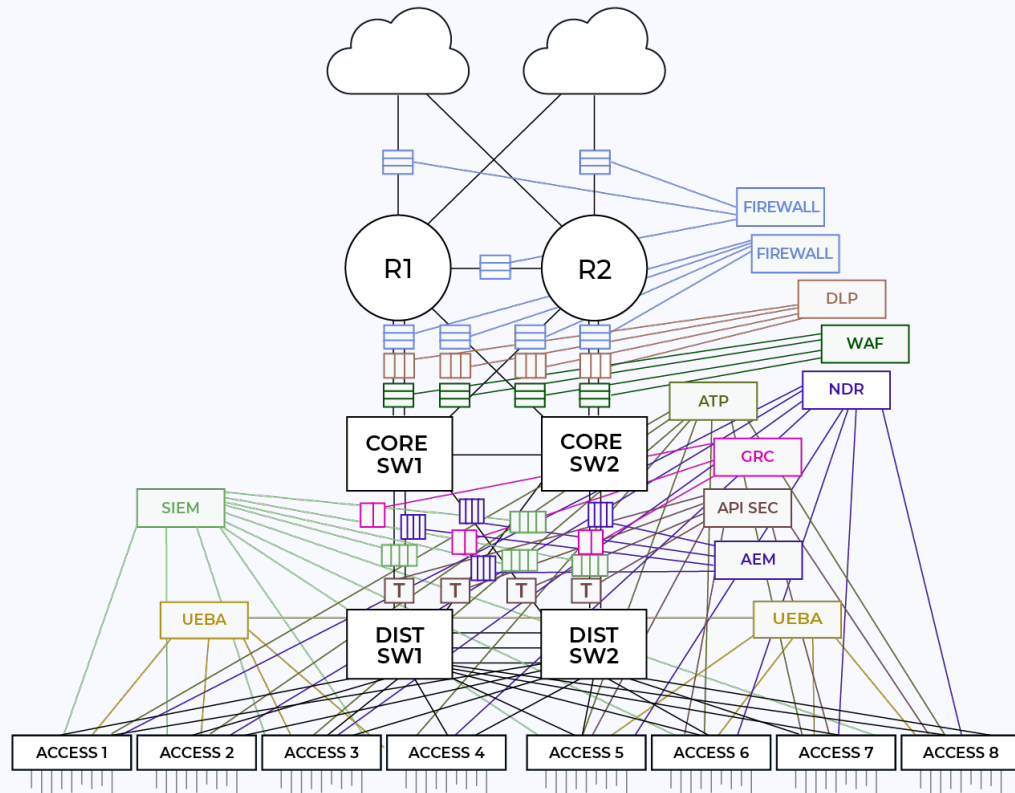 FIREWALL
R1
R2
FIREWALL
DLP
WAF
NDR
ATP
CORE
SW1
CORE
SW2
GRC
SIEM
API SEC
AEM
T
T
T
T
UEBA
UEBA
DIST
SW1
DIST
SW2
ACCESS 1
ACCESS 2
ACCESS 3
ACCESS 4
ACCESS 5
ACCESS 6
ACCESS 7
ACCESS 8